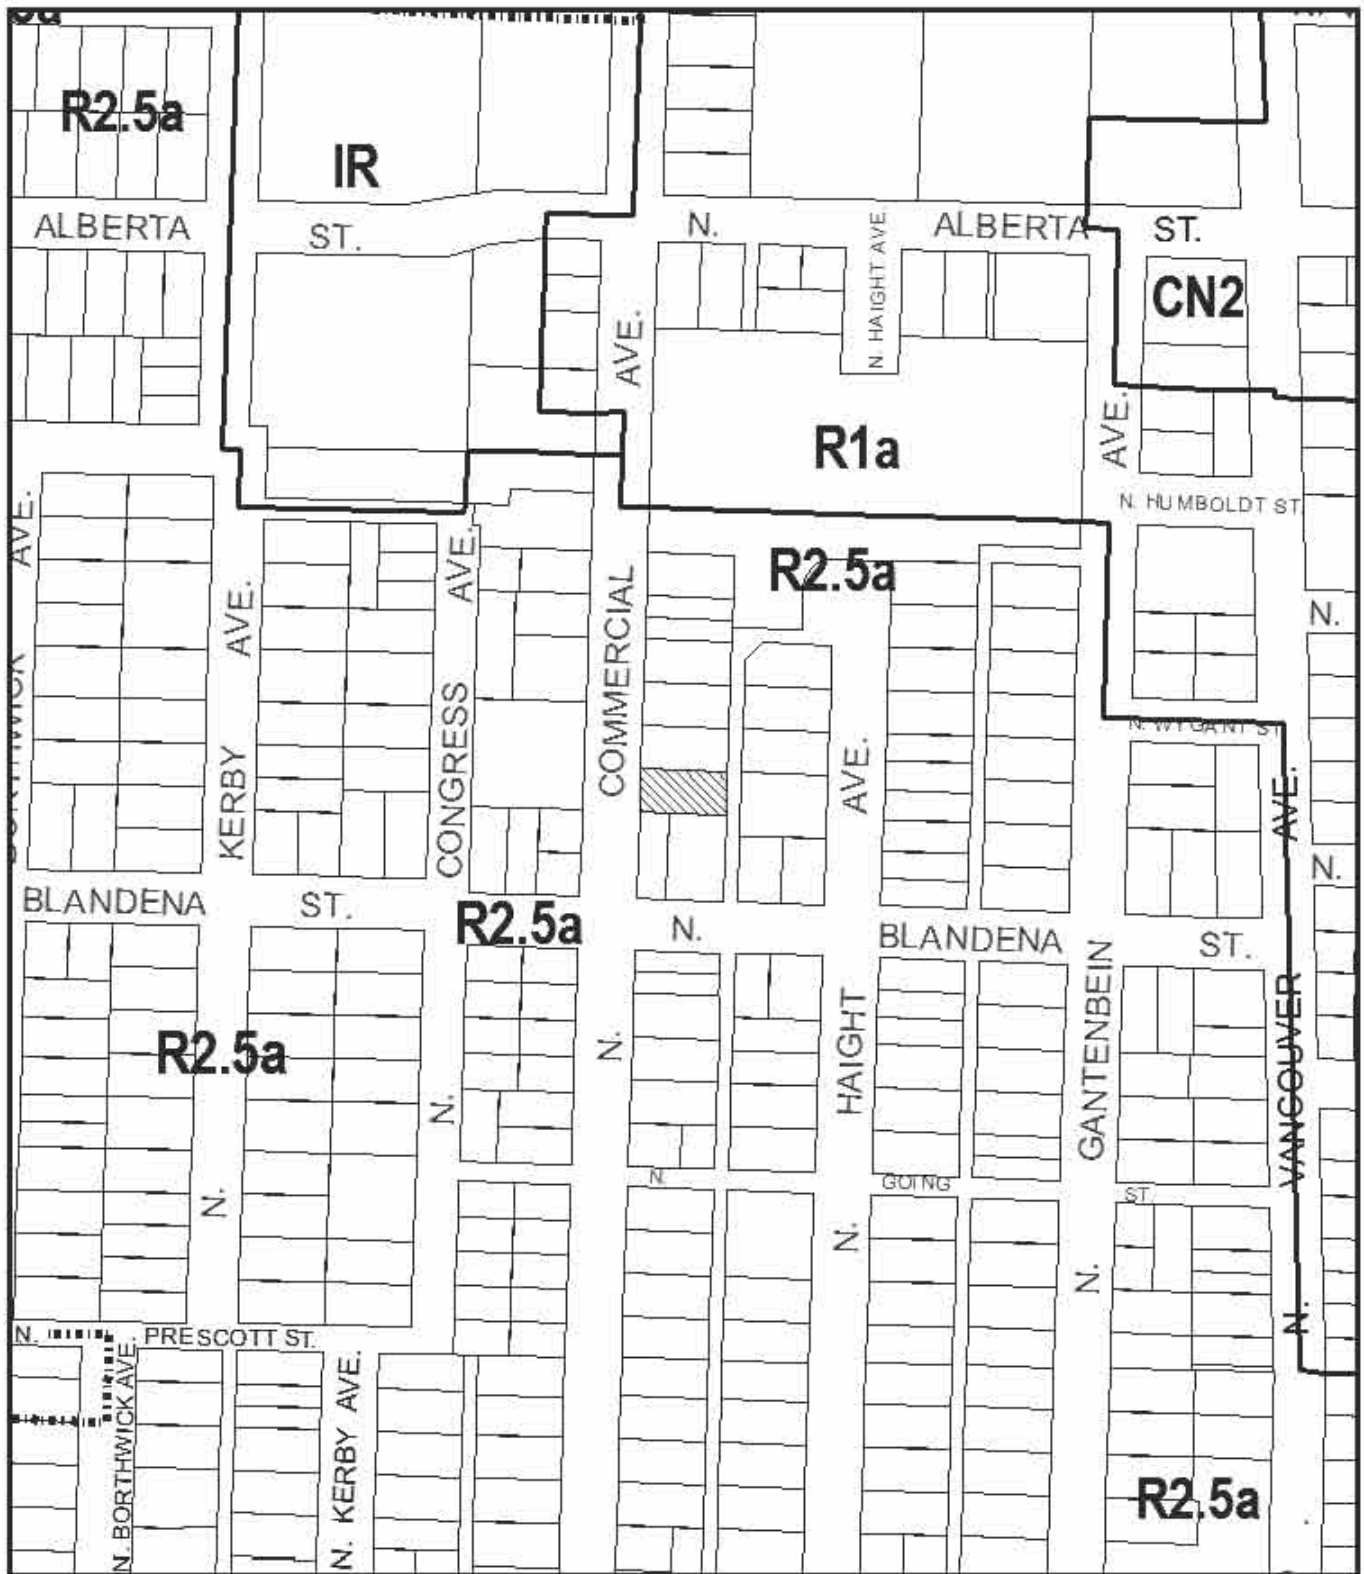 R2.5a
IR
ALBERTA
ST.
N.
N. HAIGHT AVE.
ALBERTA
ST.
CN2
AVE.
R1a
AVE.
AVE.
N. HUMBOLDT ST.
R2.5a
AVE.
AVE.
COMMERCIAL
N.
KERBY
CONGRESS
AVE.
N. WYGANT ST.
AVE.
N.
BLANDENA
ST.
R2.5a
N.
BLANDENA
ST.
R2.5a
N.
HAIGHT
GANTENBEIN
VANCOUVER
N.
N.
N.
GOING
ST.
N.
N.
N.
N.
PRESCOTT ST.
N. BORTHWICK AVE.
N. KERBY AVE.
R2.5a